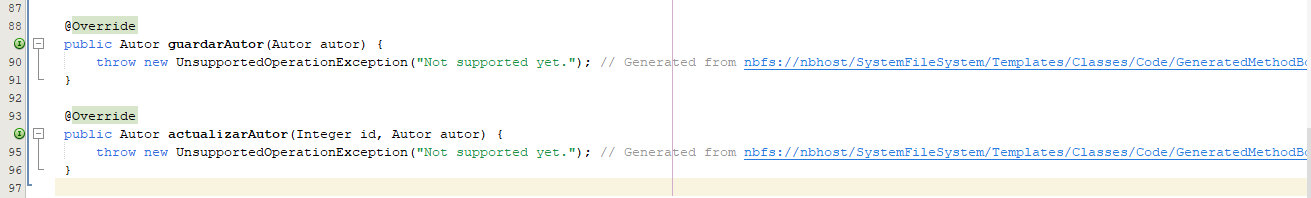 87
88 @Override
public Autor guardarAutor(Autor autor) {
90 throw new UnsupportedOperationException("Not supported yet."); // Generated from nbfs://nbhost/SystemFileSystem/Templates/Classes/Code/GeneratedMethodBo
91 }
92
93 @Override
public Autor actualizarAutor(Integer id, Autor autor) {
95 throw new UnsupportedOperationException("Not supported yet."); // Generated from nbfs://nbhost/SystemFileSystem/Templates/Classes/Code/GeneratedMethodBo
96 }
97